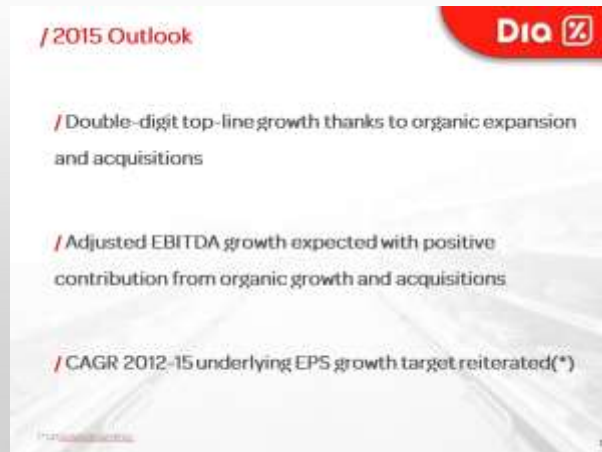 / 2015 Outlook
Dia %
/ Double-digit top-line growth thanks to organic expansion
and acquisitions
/ Adjusted EBITDA growth expected with positive
contribution from organic growth and acquisitions
/ CAGR 2012-15 underlying EPS growth target reiterated(*)